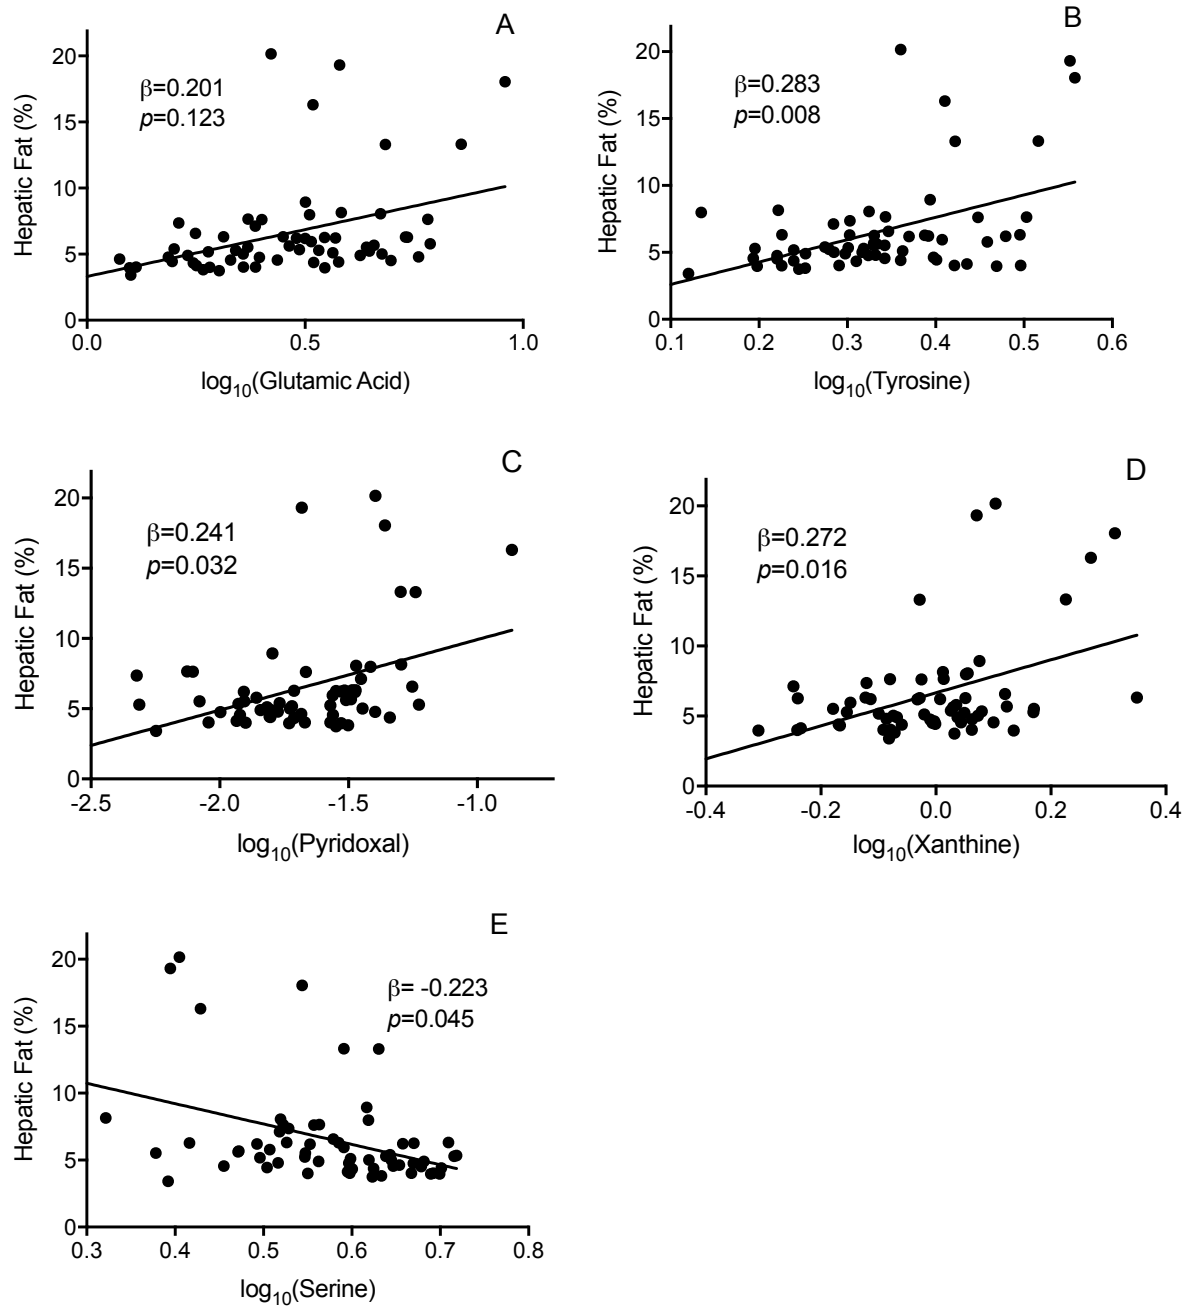 A
Hepatic Fat (%)
20
15
10
5
0
β=0.201
p=0.123
0.0 0.5 1.0
log10(Glutamic Acid)
B
Hepatic Fat (%)
20
15
10
5
0
β=0.283
p=0.008
0.1 0.2 0.3 0.4 0.5 0.6
log10(Tyrosine)
C
Hepatic Fat (%)
20
15
10
5
0
β=0.241
p=0.032
-2.5 -2.0 -1.5 -1.0
log10(Pyridoxal)
D
Hepatic Fat (%)
20
15
10
5
0
β=0.272
p=0.016
-0.4 -0.2 0.0 0.2 0.4
log10(Xanthine)
E
Hepatic Fat (%)
20
15
10
5
0
β= -0.223
p=0.045
0.3 0.4 0.5 0.6 0.7 0.8
log10(Serine)